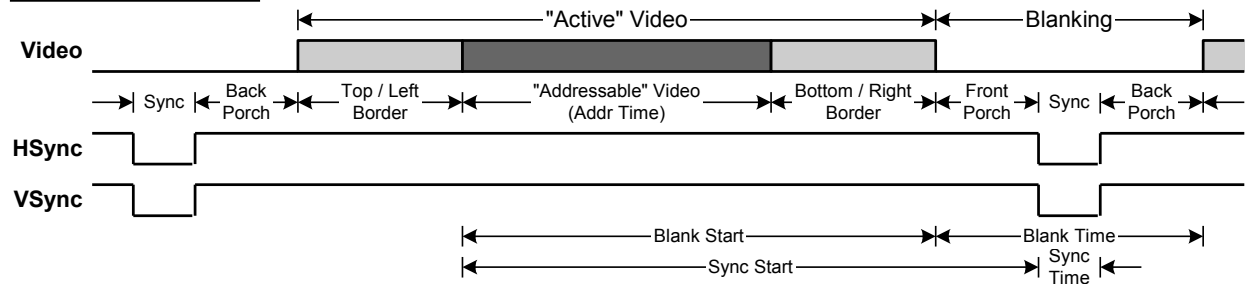 "Active" Video
Blanking
Video
Sync
Back Porch
Top / Left Border
"Addressable" Video (Addr Time)
Bottom / Right Border
Front Porch
Sync
Back Porch
HSync
VSync
Blank Start
Blank Time
Sync Start
Sync Time